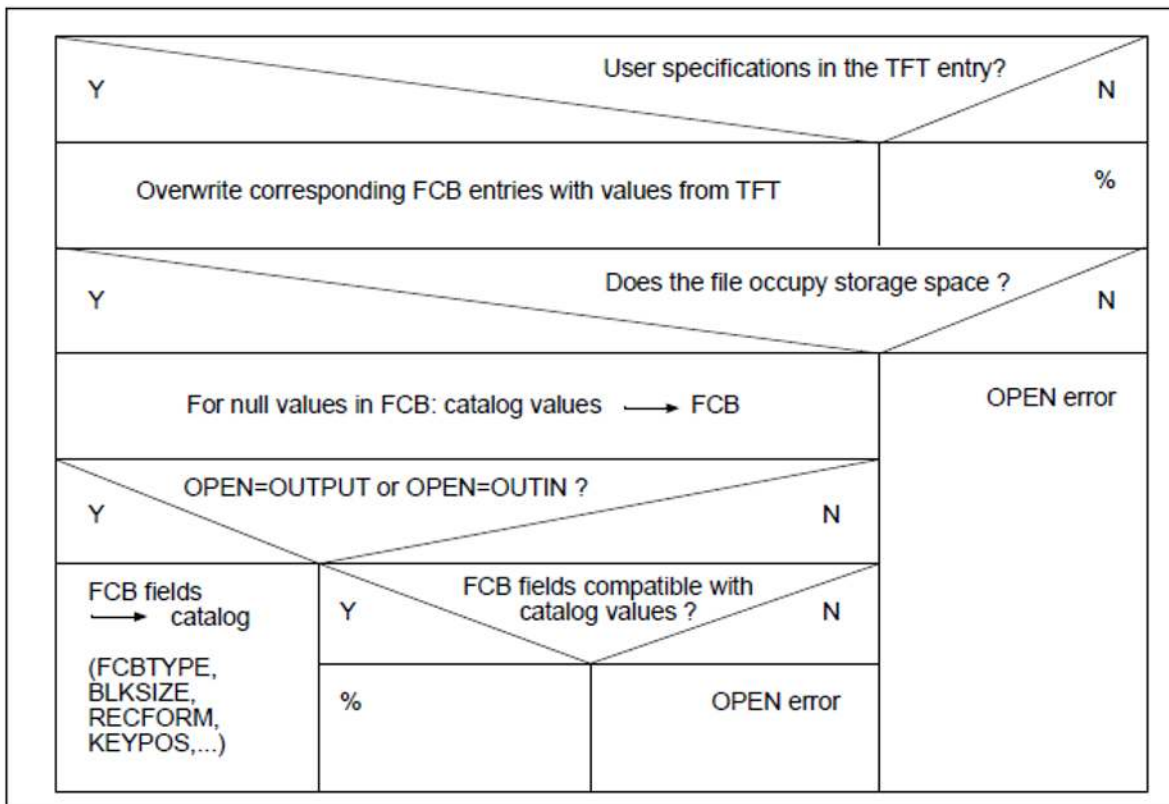 User specifications in the TFT entry?
Y
N
Overwrite corresponding FCB entries with values from TFT
%
Does the file occupy storage space ?
Y
N
For null values in FCB: catalog values → FCB
OPEN error
OPEN=OUTPUT or OPEN=OUTIN ?
Y
N
FCB fields
→ catalog
(FCBTYPE,
BLKSIZE,
RECFORM,
KEYPOS,...)
FCB fields compatible with
catalog values ?
Y
N
%
OPEN error